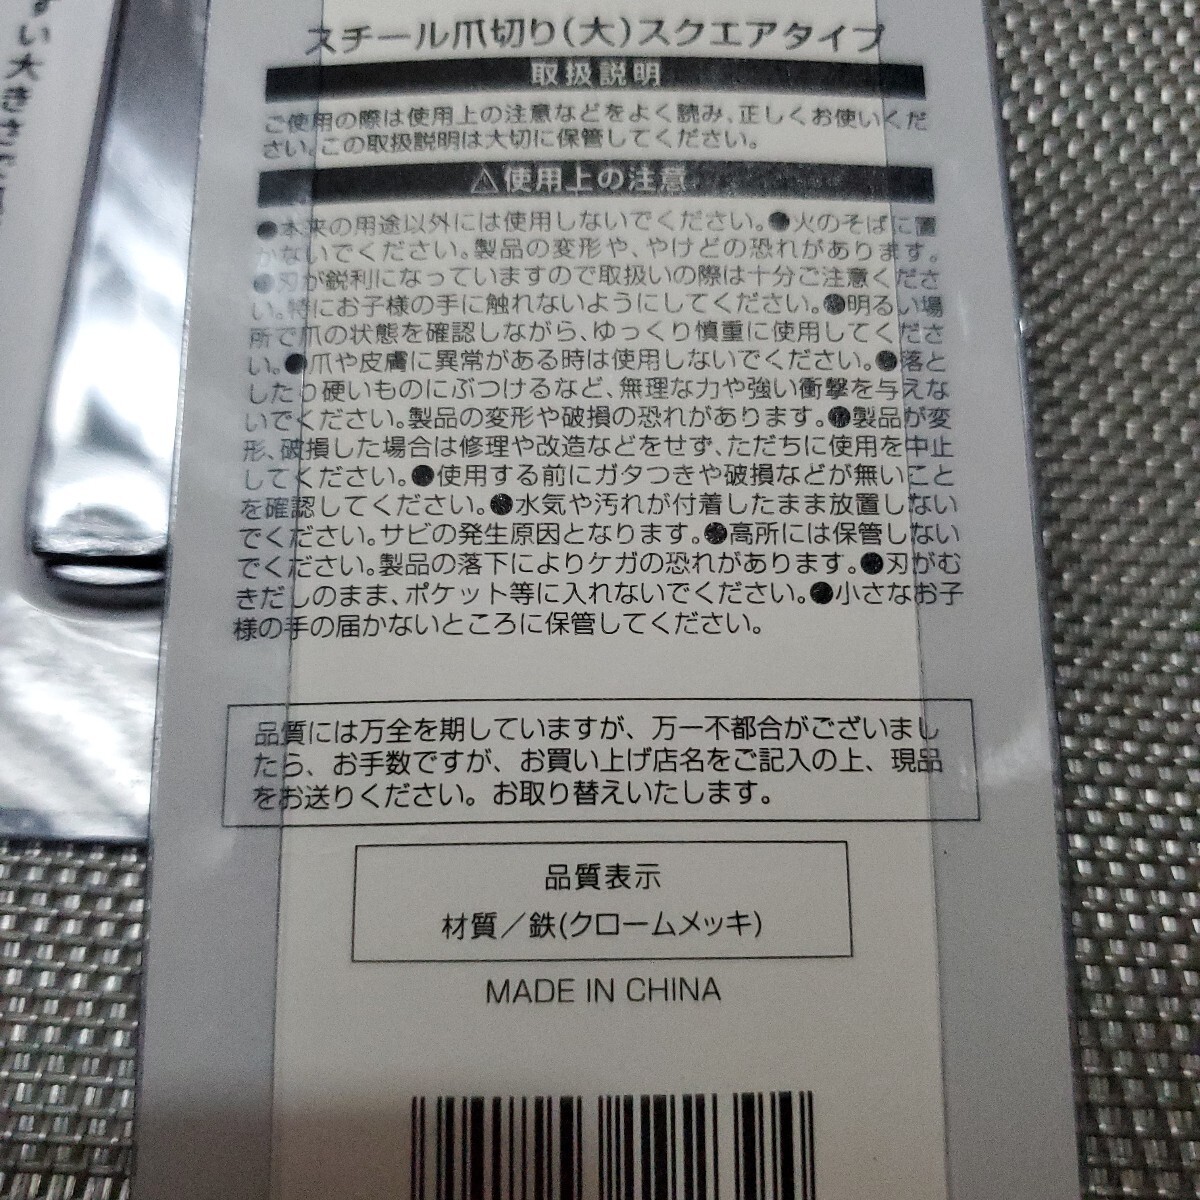 すい大きさで
スチール爪切り(大)スクエアタイプ
取扱説明
ご使用の際は使用上の注意などをよく読み、正しくお使いくだ
さい。この取扱説明は大切に保管してください。
⚠使用上の注意
●本来の用途以外には使用しないでください。●火のそばに置
かないでください。製品の変形や、やけどの恐れがあります。
●刃が鋭利になっていますので取扱いの際は十分ご注意くださ
い。特にお子様の手に触れないようにしてください。●明るい場
所で爪の状態を確認しながら、ゆっくり慎重に使用してくださ
い。●爪や皮膚に異常がある時は使用しないでください。●落と
したり硬いものにぶつけるなど、無理な力や強い衝撃を与えな
いでください。製品の変形や破損の恐れがあります。●製品が変
形、破損した場合は修理や改造などをせず、ただちに使用を中止
してください。●使用する前にガタつきや破損などが無いこと
を確認してください。●水気や汚れが付着したまま放置しない
でください。サビの発生原因となります。●高所には保管しない
でください。製品の落下によりケガの恐れがあります。●刃がむ
きだしのまま、ポケット等に入れないでください。●小さなお子
様の手の届かないところに保管してください。
品質には万全を期していますが、万一不都合がございまし
たら、お手数ですが、お買い上げ店名をご記入の上、現品
をお送りください。お取り替えいたします。
品質表示
材質/鉄(クロームメッキ)
MADE IN CHINA